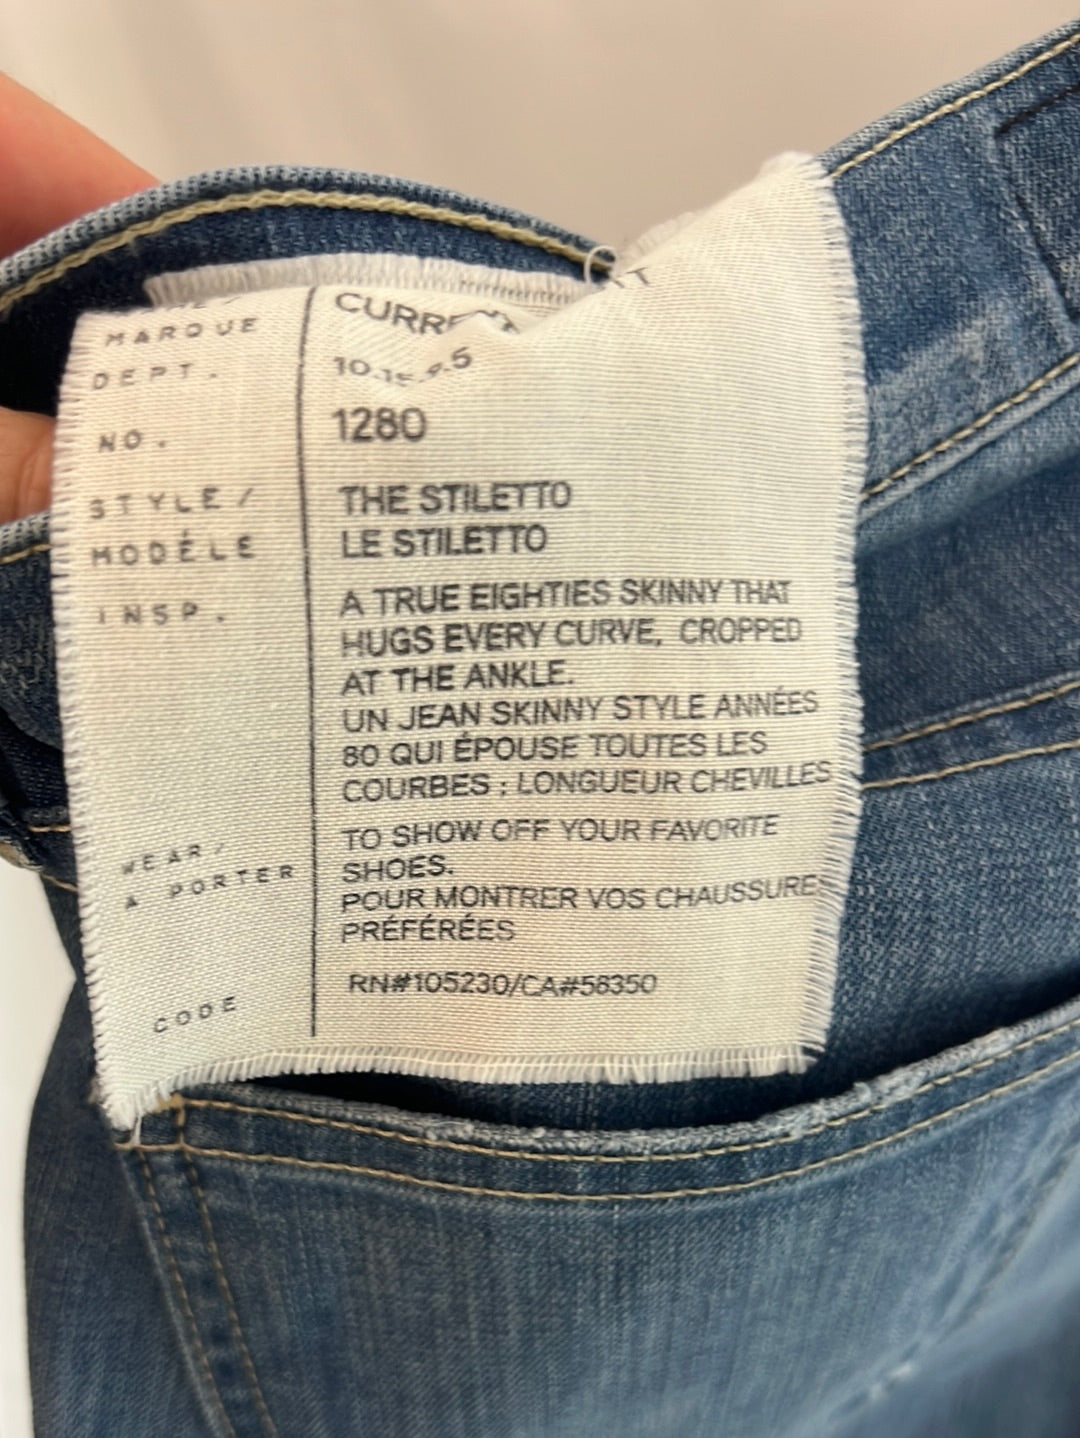 MARQUE
DEPT.
NO. 1280
STYLE / THE STILETTO
MODÈLE LE STILETTO
INSP. A TRUE EIGHTIES SKINNY THAT
HUGS EVERY CURVE, CROPPED
AT THE ANKLE.
UN JEAN SKINNY STYLE ANNÉES
80 QUI ÉPOUSE TOUTES LES
COURBES : LONGUEUR CHEVILLES
WEAR / TO SHOW OFF YOUR FAVORITE
À PORTER SHOES.
POUR MONTRER VOS CHAUSSURES
PRÉFÉRÉES
CODE RN#105230/CA#58350